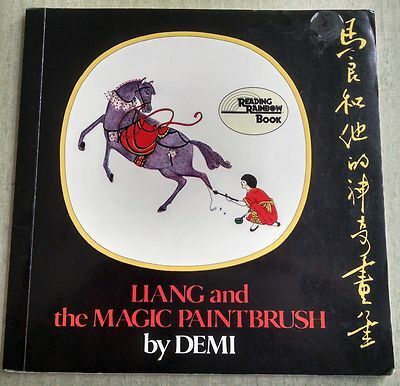 READING
RAINBOW
BOOK
馬良和他的神奇畫筆
LIANG and
the MAGIC PAINTBRUSH
by DEMI